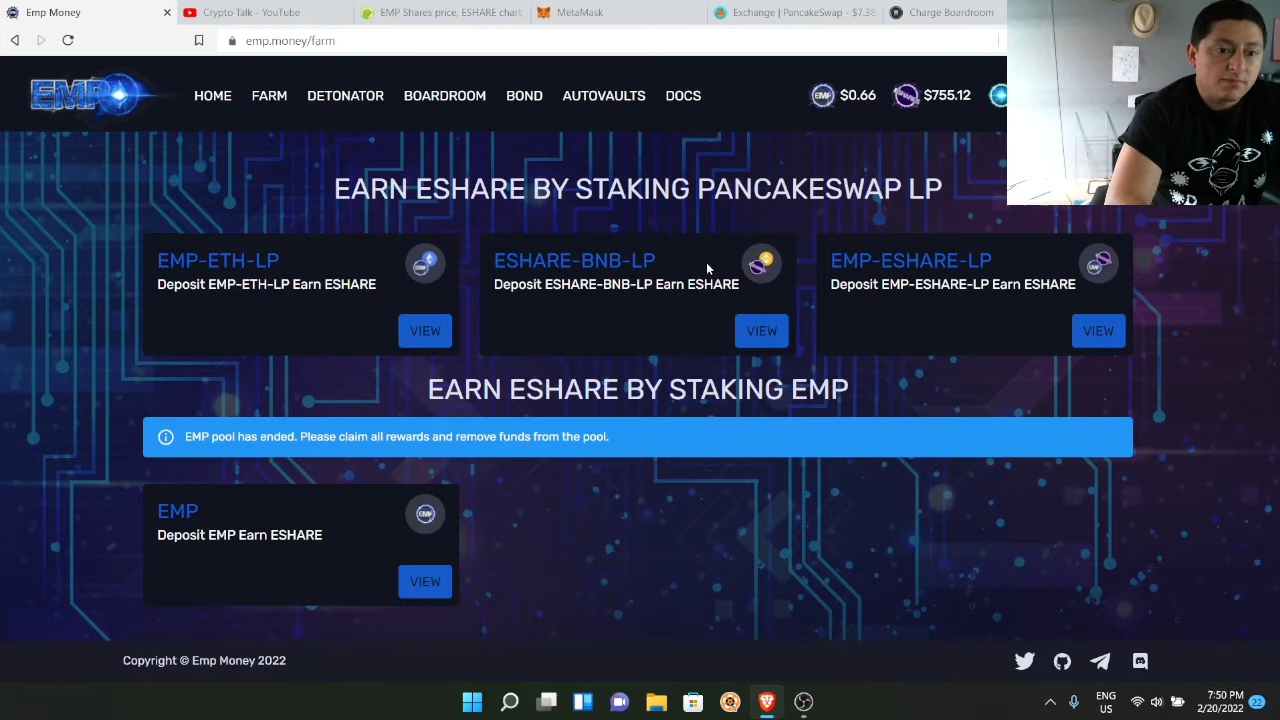 Emp Money
Crypto Talk - YouTube
EMP Shares price, ESHARE chart
MetaMask
Exchange | PancakeSwap - $7.38
Charge Boardroom
emp.money/farm
EMP
HOME
FARM
DETONATOR
BOARDROOM
BOND
AUTOVAULTS
DOCS
$0.66
$755.12
EARN ESHARE BY STAKING PANCAKESWAP LP
EMP-ETH-LP
Deposit EMP-ETH-LP Earn ESHARE
VIEW
ESHARE-BNB-LP
Deposit ESHARE-BNB-LP Earn ESHARE
VIEW
EMP-ESHARE-LP
Deposit EMP-ESHARE-LP Earn ESHARE
VIEW
EARN ESHARE BY STAKING EMP
EMP pool has ended. Please claim all rewards and remove funds from the pool.
EMP
EMP
Deposit EMP Earn ESHARE
VIEW
Copyright © Emp Money 2022
ENG
US
7:50 PM
2/20/2022
22